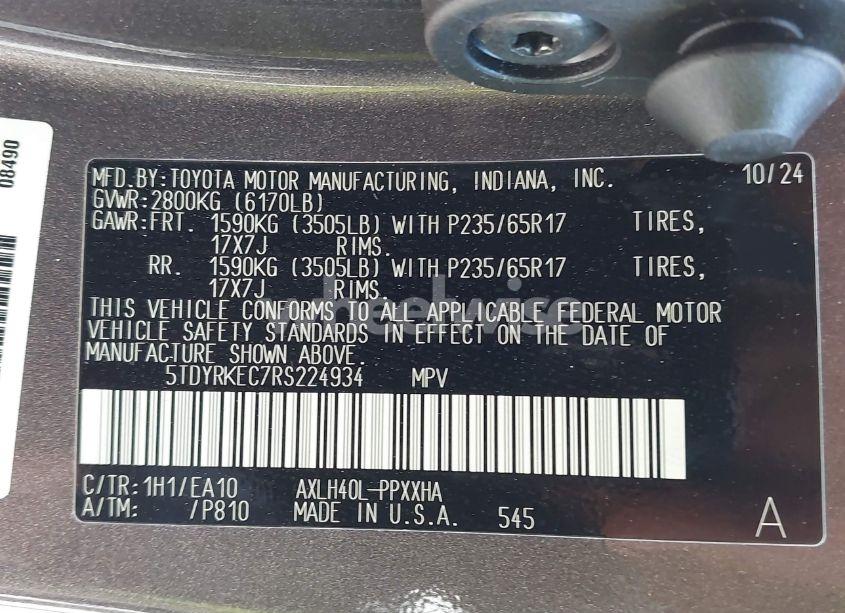 08490
MFD.BY:TOYOTA MOTOR MANUFACTURING, INDIANA, INC. 10/24
GVWR:2800KG (6170LB)
GAWR:FRT. 1590KG (3505LB) WITH P235/65R17 TIRES,
17X7J RIMS.
RR. 1590KG (3505LB) WITH P235/65R17 TIRES,
17X7J RIMS.
THIS VEHICLE CONFORMS TO ALL APPLICABLE FEDERAL MOTOR
VEHICLE SAFETY STANDARDS IN EFFECT ON THE DATE OF
MANUFACTURE SHOWN ABOVE.
5TDYRKEC7RS224934 MPV
C/TR:1H1/EA10 AXLH40L-PPXXHA
A/TM: /P810 MADE IN U.S.A. 545 A